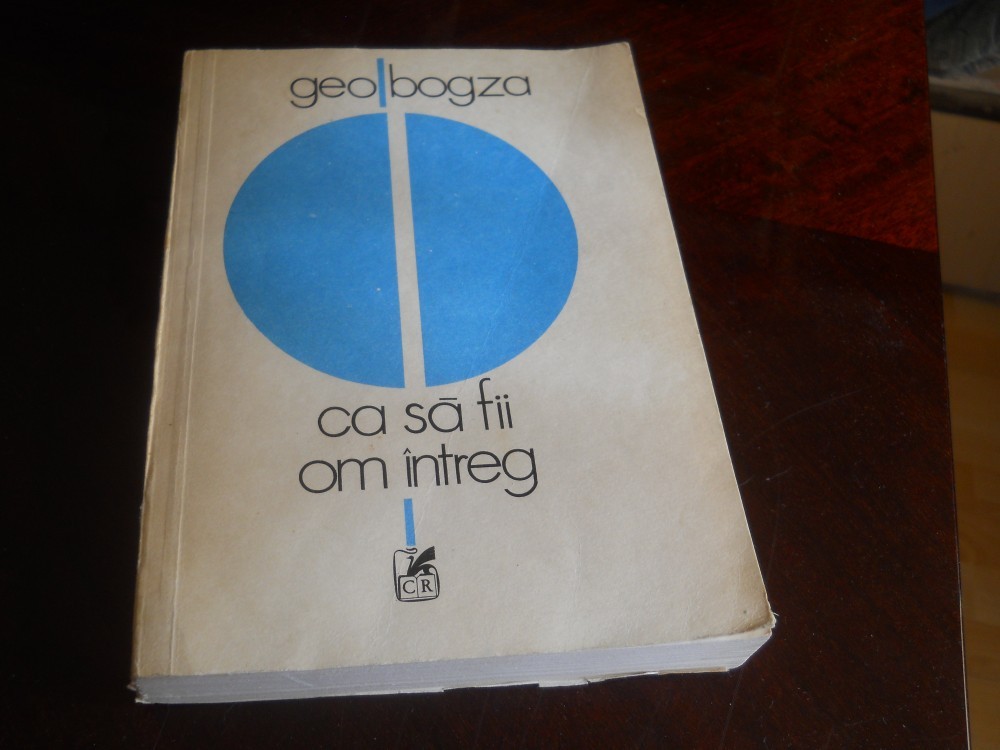 geo bogza
ca să fii
om întreg
CR